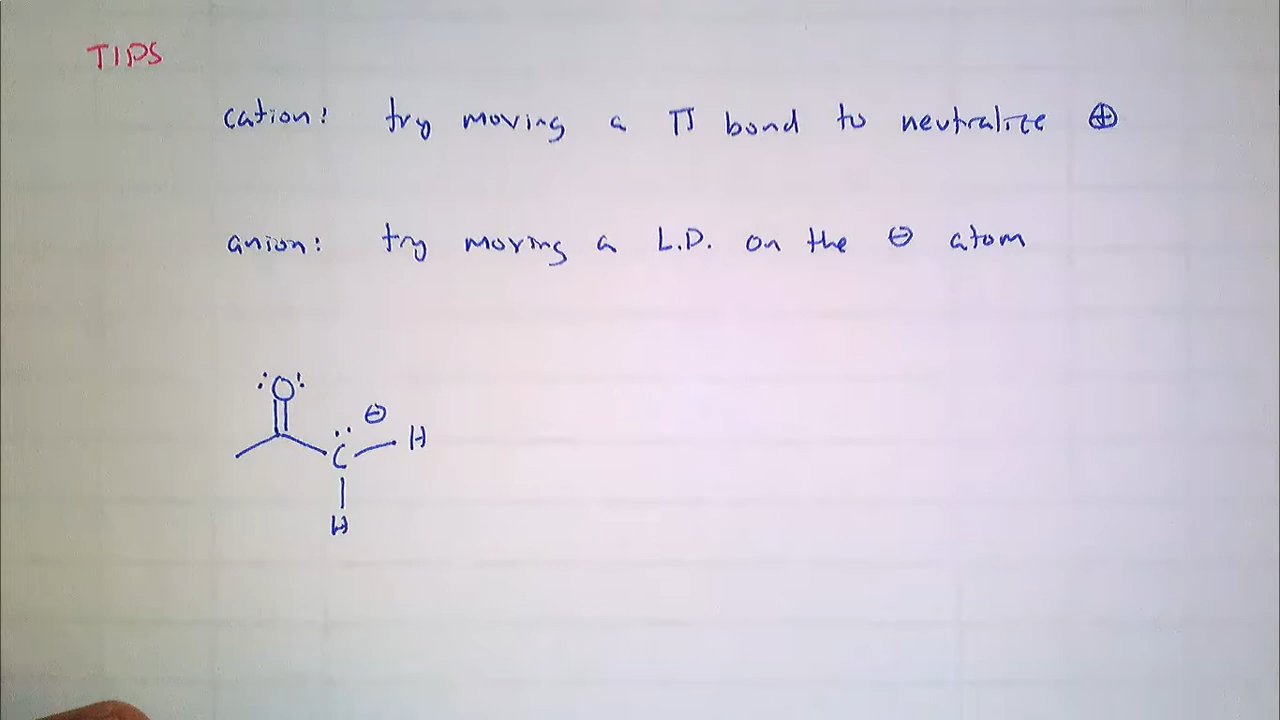 TIPS
cation: try moving a π bond to neutralize ⊕
anion: try moving a L.P. on the ⊖ atom
:O:
⊖
..
C H
H